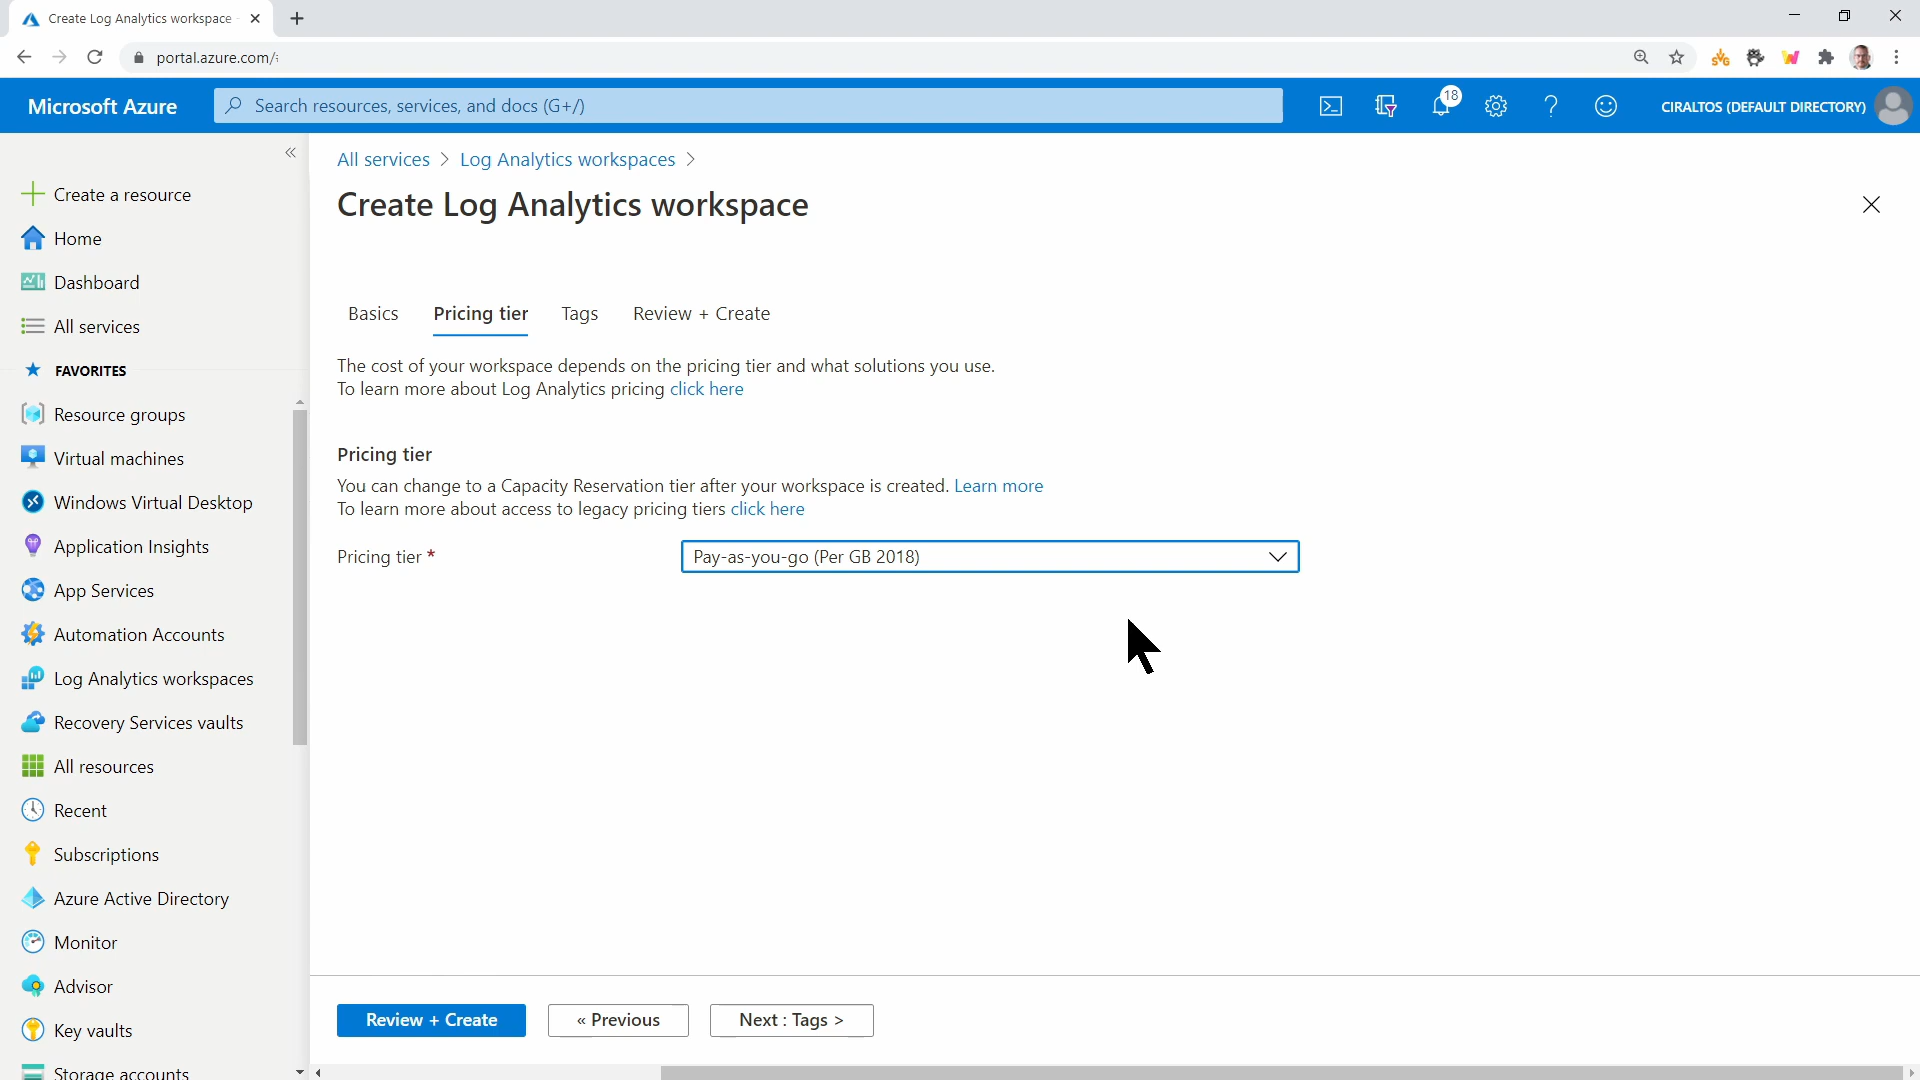 Create Log Analytics workspace
portal.azure.com/
Microsoft Azure
Search resources, services, and docs (G+/)
18
CIRALTOS (DEFAULT DIRECTORY)
«
Create a resource
Home
Dashboard
All services
FAVORITES
Resource groups
Virtual machines
Windows Virtual Desktop
Application Insights
App Services
Automation Accounts
Log Analytics workspaces
Recovery Services vaults
All resources
Recent
Subscriptions
Azure Active Directory
Monitor
Advisor
Key vaults
Storage accounts
All services > Log Analytics workspaces >
Create Log Analytics workspace
Basics Pricing tier Tags Review + Create
The cost of your workspace depends on the pricing tier and what solutions you use.
To learn more about Log Analytics pricing click here
Pricing tier
You can change to a Capacity Reservation tier after your workspace is created. Learn more
To learn more about access to legacy pricing tiers click here
Pricing tier * Pay-as-you-go (Per GB 2018)
Review + Create « Previous Next : Tags >